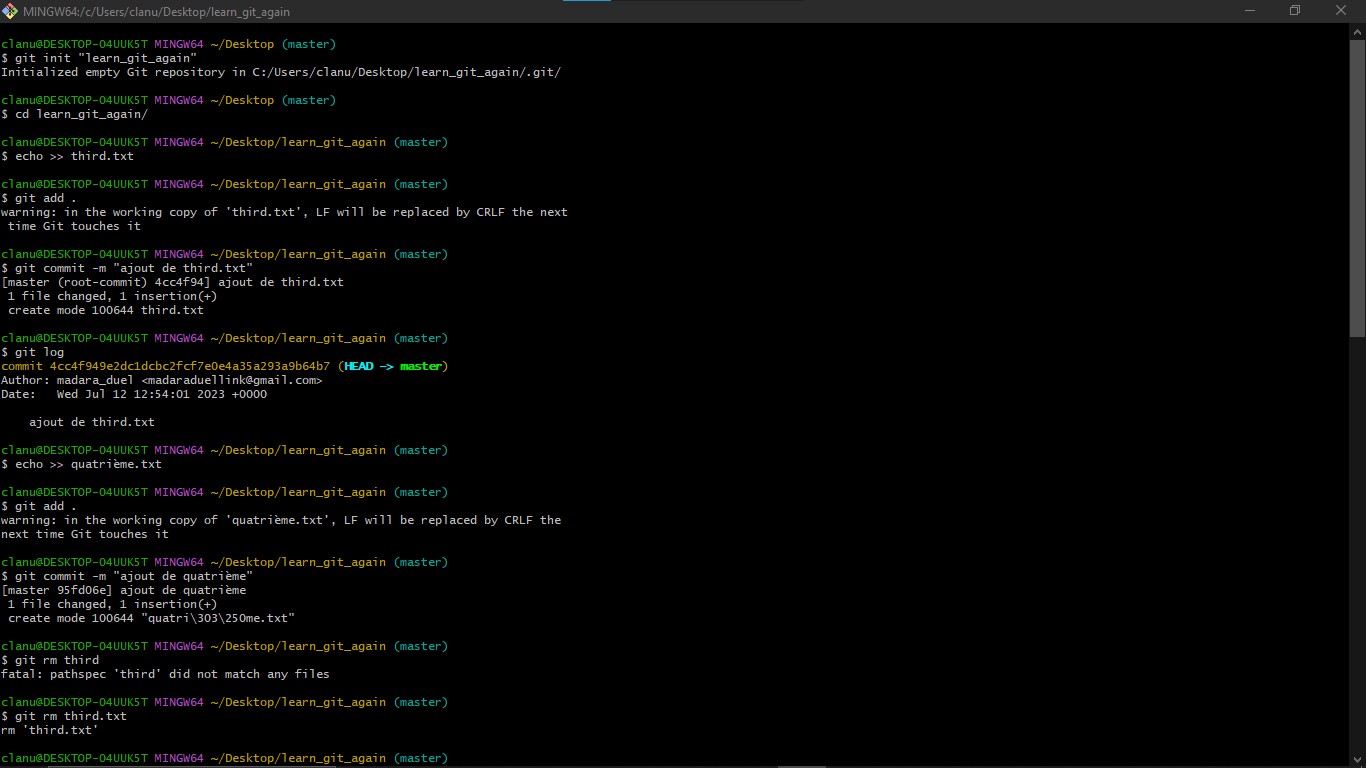 MINGW64:/c/Users/clanu/Desktop/learn_git_again
clanu@DESKTOP-O4UUK5T MINGW64 ~/Desktop (master)
$ git init "learn_git_again"
Initialized empty Git repository in C:/Users/clanu/Desktop/learn_git_again/.git/
clanu@DESKTOP-O4UUK5T MINGW64 ~/Desktop (master)
$ cd learn_git_again/
clanu@DESKTOP-O4UUK5T MINGW64 ~/Desktop/learn_git_again (master)
$ echo >> third.txt
clanu@DESKTOP-O4UUK5T MINGW64 ~/Desktop/learn_git_again (master)
$ git add .
warning: in the working copy of 'third.txt', LF will be replaced by CRLF the next
 time Git touches it
clanu@DESKTOP-O4UUK5T MINGW64 ~/Desktop/learn_git_again (master)
$ git commit -m "ajout de third.txt"
[master (root-commit) 4cc4f94] ajout de third.txt
 1 file changed, 1 insertion(+)
 create mode 100644 third.txt
clanu@DESKTOP-O4UUK5T MINGW64 ~/Desktop/learn_git_again (master)
$ git log
commit 4cc4f949e2dc1dcbc2fcf7e0e4a35a293a9b64b7 (HEAD -> master)
Author: madara_duel <madaraduellink@gmail.com>
Date:   Wed Jul 12 12:54:01 2023 +0000
    ajout de third.txt
clanu@DESKTOP-O4UUK5T MINGW64 ~/Desktop/learn_git_again (master)
$ echo >> quatrième.txt
clanu@DESKTOP-O4UUK5T MINGW64 ~/Desktop/learn_git_again (master)
$ git add .
warning: in the working copy of 'quatrième.txt', LF will be replaced by CRLF the
next time Git touches it
clanu@DESKTOP-O4UUK5T MINGW64 ~/Desktop/learn_git_again (master)
$ git commit -m "ajout de quatrième"
[master 95fd06e] ajout de quatrième
 1 file changed, 1 insertion(+)
 create mode 100644 "quatri\303\250me.txt"
clanu@DESKTOP-O4UUK5T MINGW64 ~/Desktop/learn_git_again (master)
$ git rm third
fatal: pathspec 'third' did not match any files
clanu@DESKTOP-O4UUK5T MINGW64 ~/Desktop/learn_git_again (master)
$ git rm third.txt
rm 'third.txt'
clanu@DESKTOP-O4UUK5T MINGW64 ~/Desktop/learn_git_again (master)